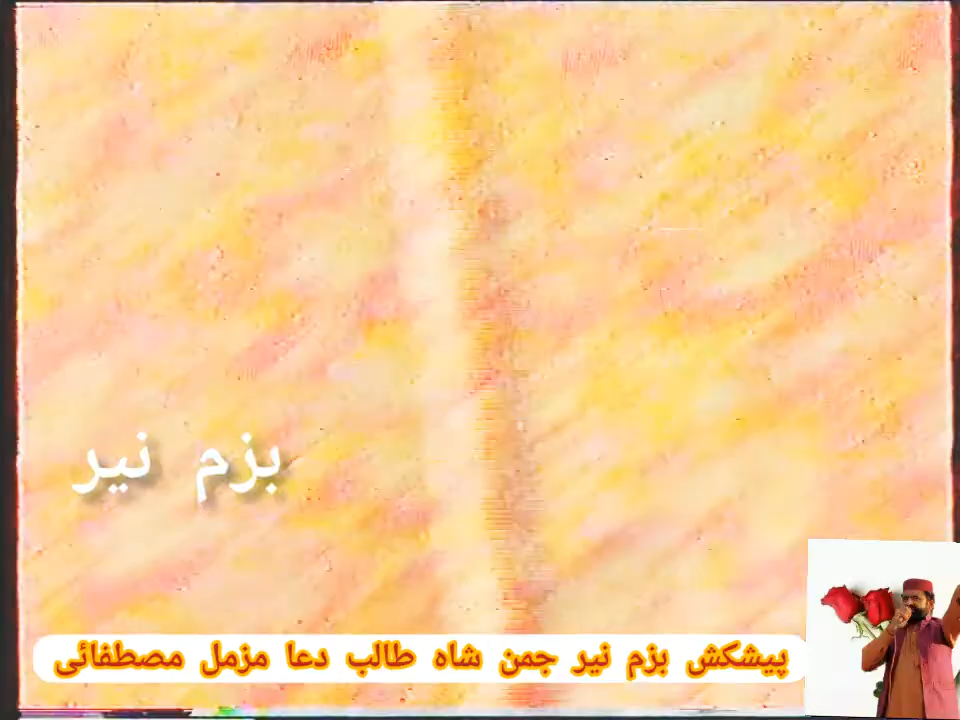 بزم نیر
پیشکش بزم نیر جمن شاہ طالب دعا مزمل مصطفائی